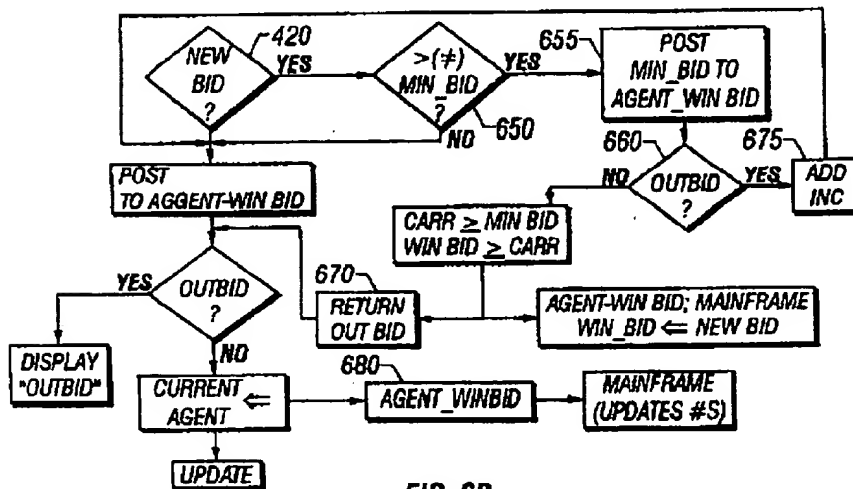 420
NEW
BID
?
YES
>(≠)
MIN_BID
?
YES
NO
650
655
POST
MIN_BID TO
AGENT_WIN BID
660
OUTBID
?
NO
YES
675
ADD
INC
POST
TO AGGENT-WIN BID
CARR ≥ MIN BID
WIN BID ≥ CARR
YES
OUTBID
?
NO
670
RETURN
OUT BID
AGENT-WIN BID; MAINFRAME
WIN_BID ⇐ NEW BID
DISPLAY
"OUTBID"
CURRENT
AGENT ⇐
680
AGENT_WINBID
MAINFRAME
(UPDATES #S)
UPDATE